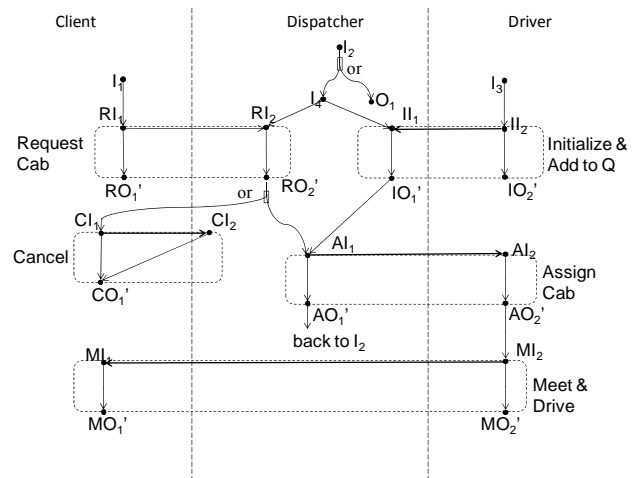 Client Dispatcher Driver
I₂
or
I₁ I₄ O₁ I₃
RI₁ RI₂ II₁ II₂
Request
Cab
Initialize &
Add to Q
RO₁' RO₂' IO₁' IO₂'
or
CI₁ CI₂
Cancel
AI₁ AI₂
Assign
Cab
CO₁'
AO₁' AO₂'
back to I₂
MI₁ MI₂
Meet &
Drive
MO₁' MO₂'